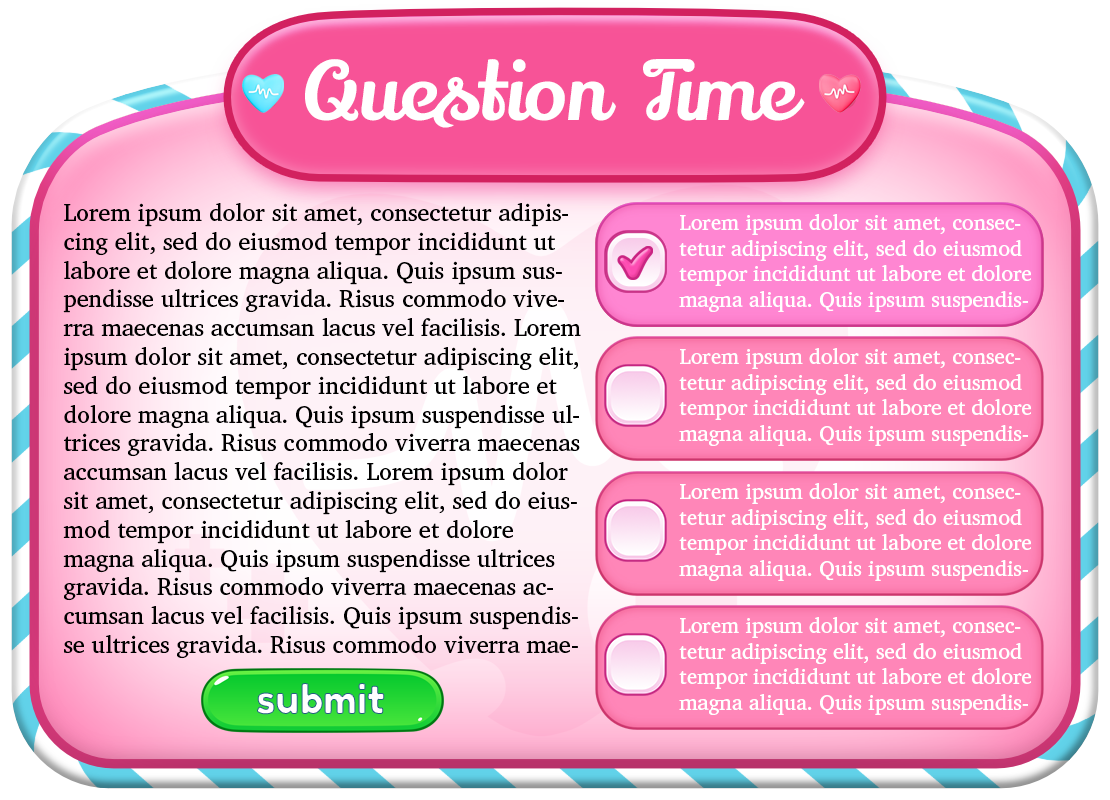 Question Time
Lorem ipsum dolor sit amet, consectetur adipis-
cing elit, sed do eiusmod tempor incididunt ut
labore et dolore magna aliqua. Quis ipsum sus-
pendisse ultrices gravida. Risus commodo vive-
rra maecenas accumsan lacus vel facilisis. Lorem
ipsum dolor sit amet, consectetur adipiscing elit,
sed do eiusmod tempor incididunt ut labore et
dolore magna aliqua. Quis ipsum suspendisse ul-
trices gravida. Risus commodo viverra maecenas
accumsan lacus vel facilisis. Lorem ipsum dolor
sit amet, consectetur adipiscing elit, sed do eius-
mod tempor incididunt ut labore et dolore
magna aliqua. Quis ipsum suspendisse ultrices
gravida. Risus commodo viverra maecenas ac-
cumsan lacus vel facilisis. Quis ipsum suspendis-
se ultrices gravida. Risus commodo viverra mae-
submit
Lorem ipsum dolor sit amet, consec-
tetur adipiscing elit, sed do eiusmod
tempor incididunt ut labore et dolore
magna aliqua. Quis ipsum suspendis-
Lorem ipsum dolor sit amet, consec-
tetur adipiscing elit, sed do eiusmod
tempor incididunt ut labore et dolore
magna aliqua. Quis ipsum suspendis-
Lorem ipsum dolor sit amet, consec-
tetur adipiscing elit, sed do eiusmod
tempor incididunt ut labore et dolore
magna aliqua. Quis ipsum suspendis-
Lorem ipsum dolor sit amet, consec-
tetur adipiscing elit, sed do eiusmod
tempor incididunt ut labore et dolore
magna aliqua. Quis ipsum suspendis-